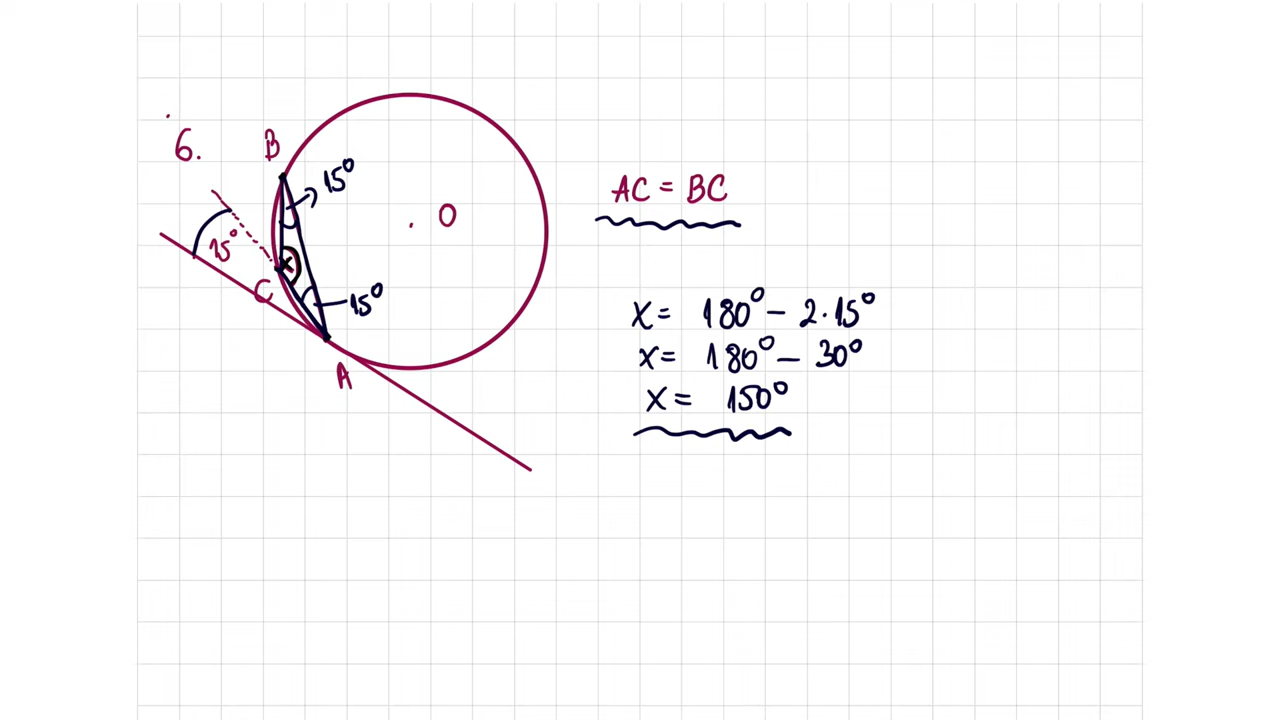 6.
B
15°
O
15°
C
x
15°
A
AC = BC
x = 180° - 2·15°
x = 180° - 30°
x = 150°